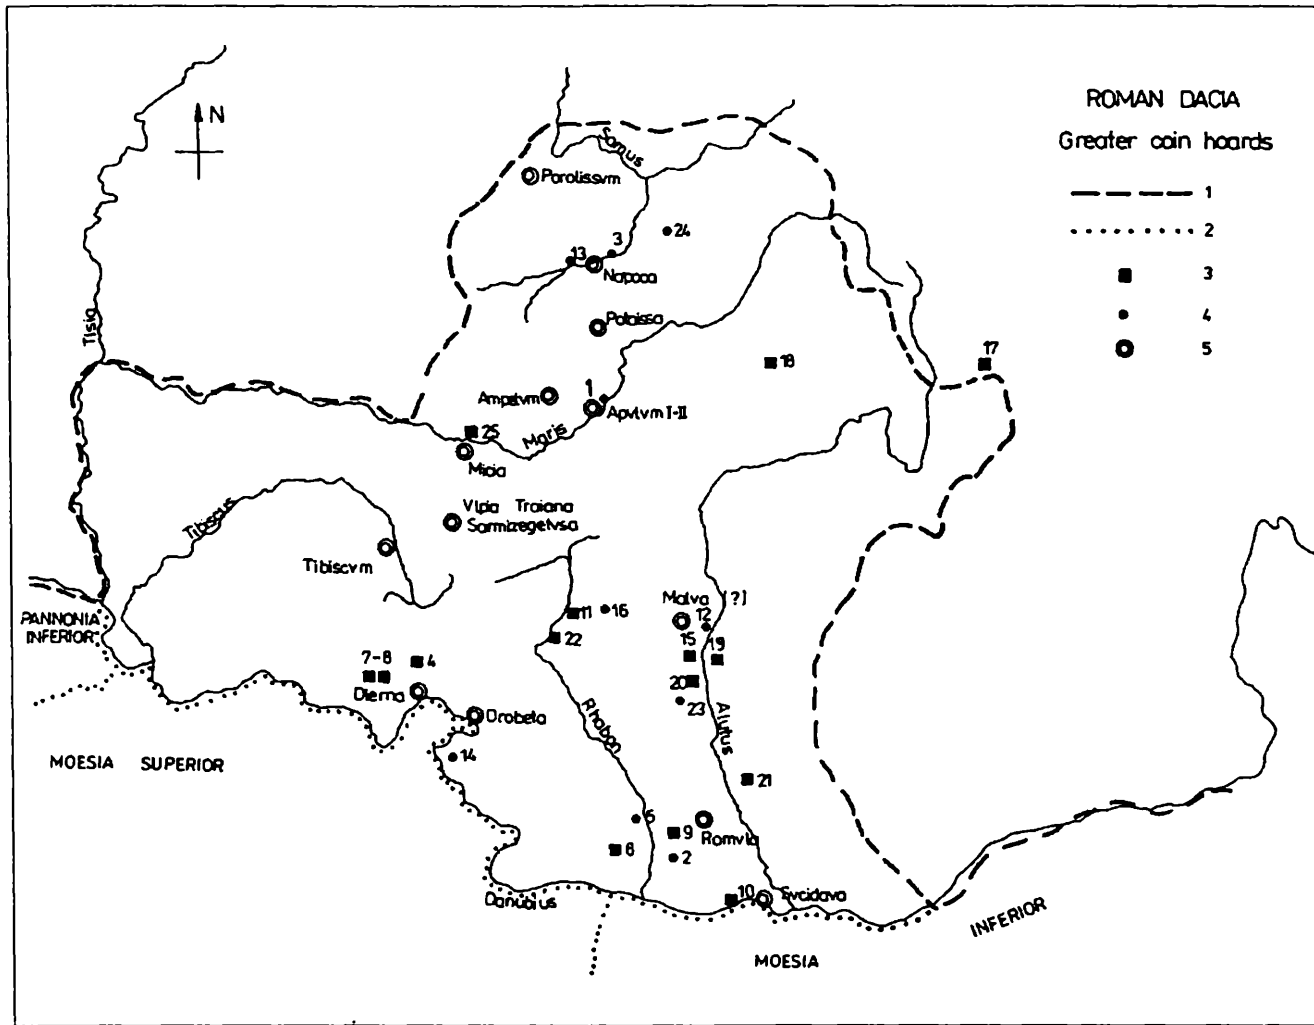 N
ROMAN DACIA
Greater coin hoards
1
2
3
4
5
Samus
Porolissvm
24
3
13
Napoca
Potaissa
Tisia
18
17
Ampelvm
1
Apvlvm I-II
Maris
25
Micia
Vlpia Traiana
Sarmizegetvsa
Tibiscus
Tibiscvm
PANNONIA
INFERIOR
11
16
22
Malva (?)
12
15
19
20
23
7-8
4
Dierna
Drobeta
Rhabon
Alutus
MOESIA SUPERIOR
14
21
9
Romvla
2
10
Svcidava
Danubius
INFERIOR
MOESIA